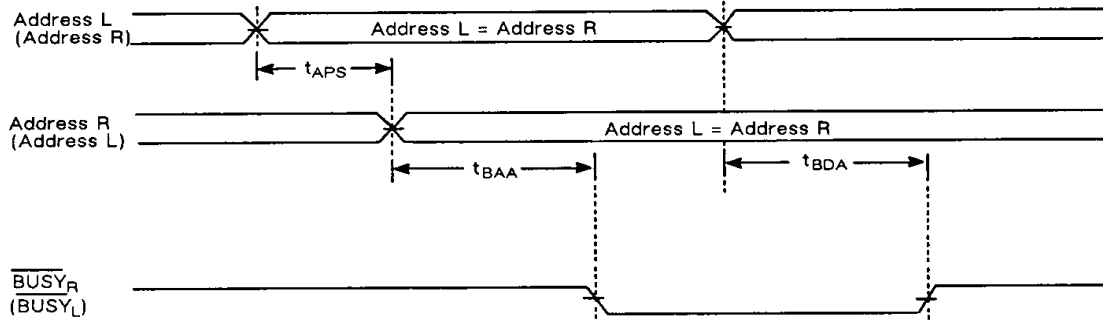 Address L
(Address R)
Address L = Address R
tAPS
Address R
(Address L)
Address L = Address R
tBAA
tBDA
BUSYR
(BUSYL)